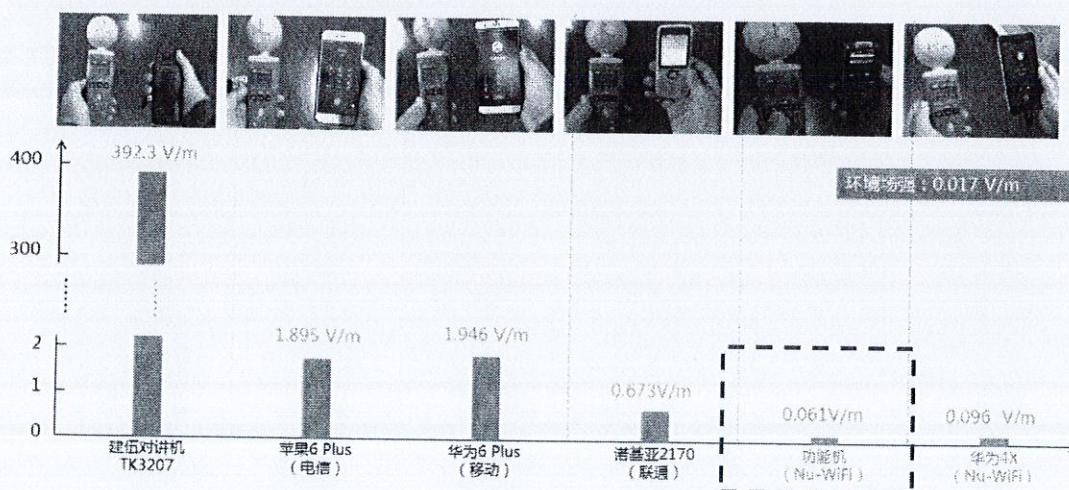 392.3 V/m
环境场强：0.017 V/m
400
300
1.895 V/m
1.946 V/m
0.673V/m
0.061V/m
0.096 V/m
2
1
0
建伍对讲机
TK3207
苹果6 Plus
（电信）
华为6 Plus
（移动）
诺基亚2170
（联通）
功能机
（Nu-WiFi）
华为4X
（Nu-WiFi）